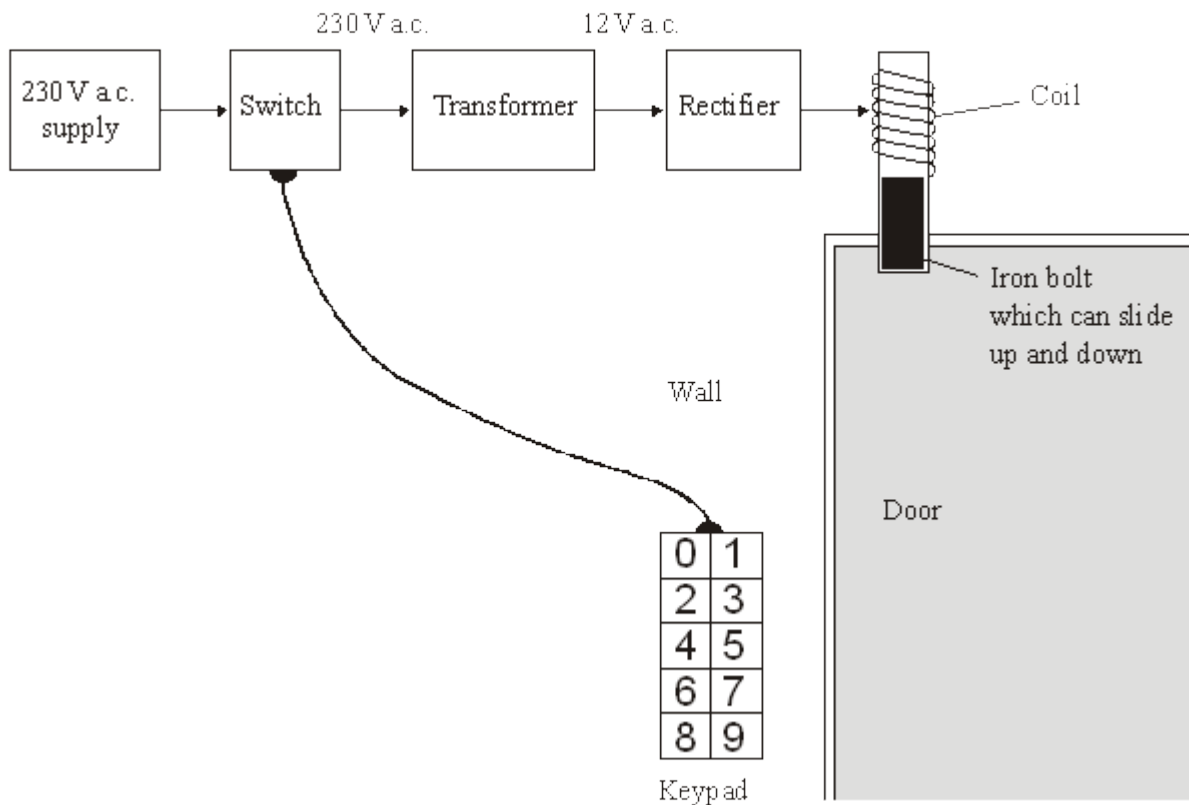 230 V a.c.
12 V a.c.
230 V a.c.
supply
Switch
Transformer
Rectifier
Coil
Iron bolt
which can slide
up and down
Wall
Door
0 1
2 3
4 5
6 7
8 9
Keypad